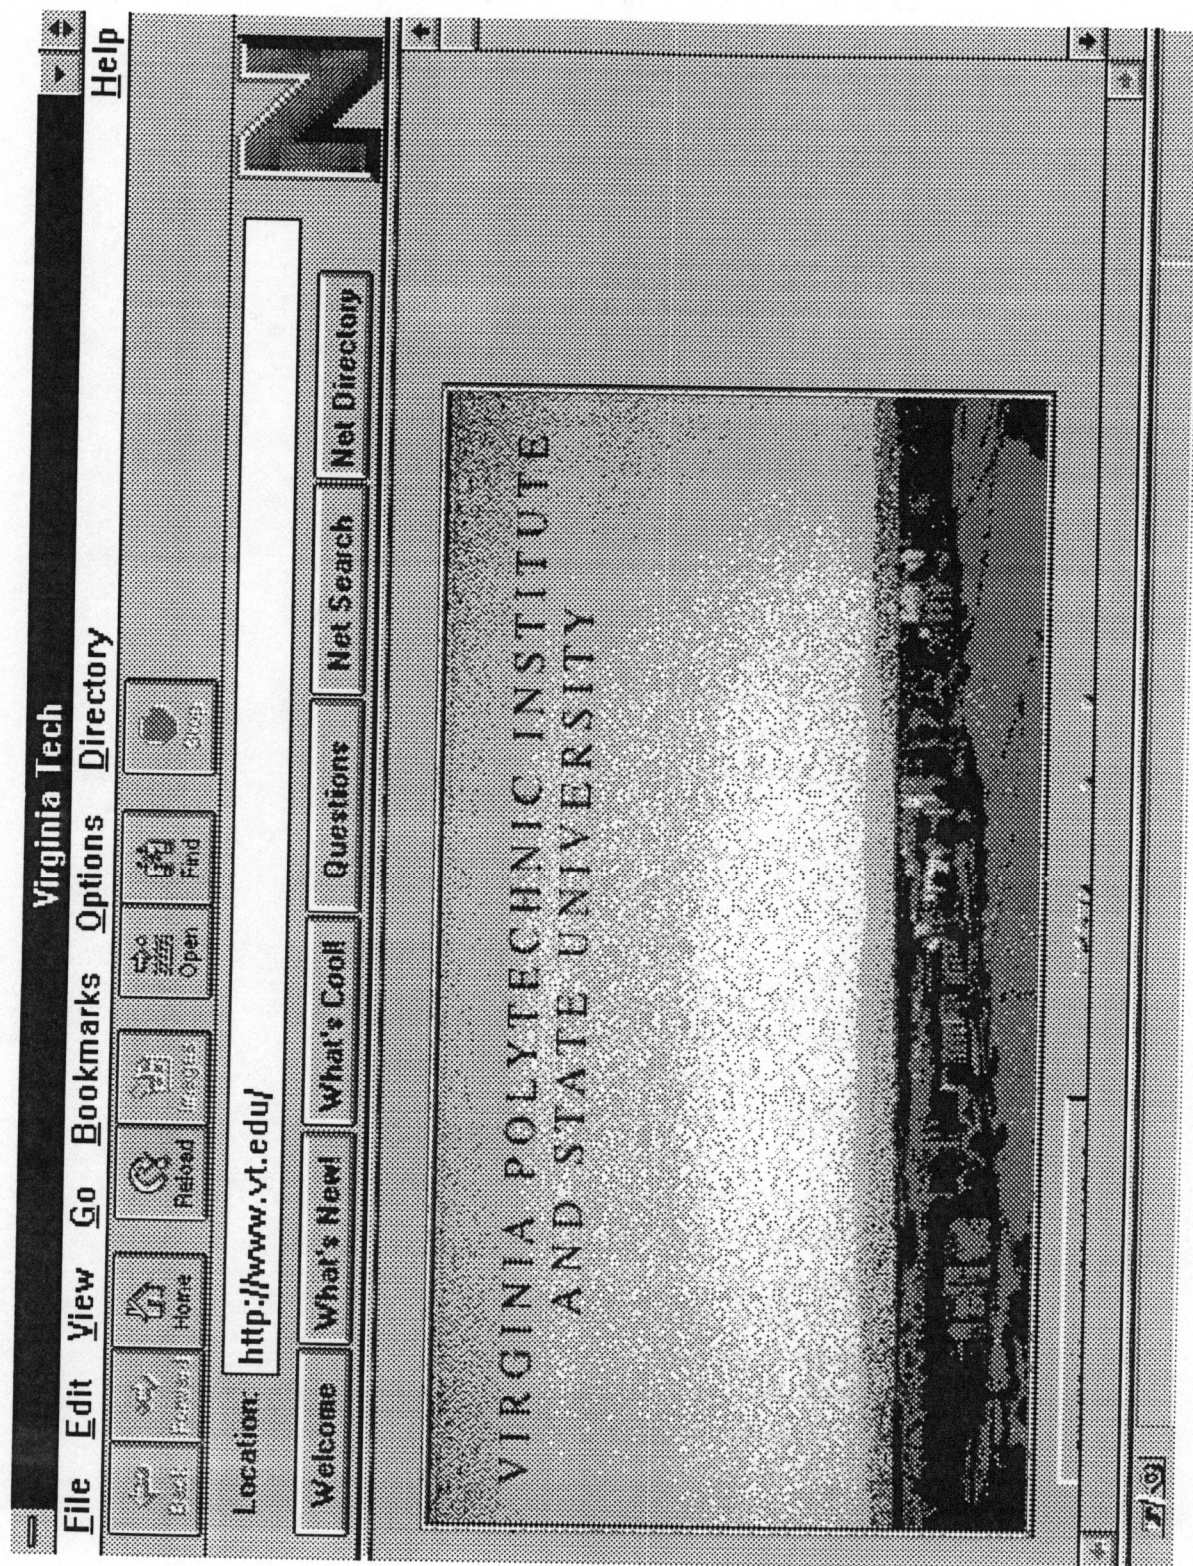 Virginia Tech
File Edit View Go Bookmarks Options Directory Help
Back Forward Home Reload Images Open Find Stop
Location: http://www.vt.edu/
Welcome What's New! What's Cool! Questions Net Search Net Directory
N
VIRGINIA POLYTECHNIC INSTITUTE
AND STATE UNIVERSITY